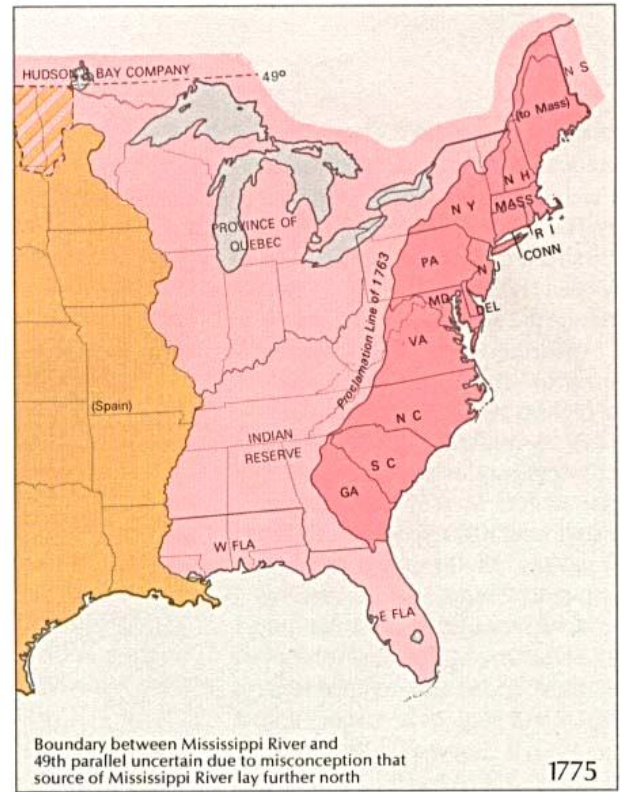 HUDSON'S BAY COMPANY
49º
N S
(to Mass)
N H
N Y
MASS
R I
CONN
PROVINCE OF
QUEBEC
PA
N J
Proclamation Line of 1763
MD
DEL
VA
(Spain)
N C
INDIAN
RESERVE
S C
GA
W FLA
E FLA
Boundary between Mississippi River and
49th parallel uncertain due to misconception that
source of Mississippi River lay further north
1775